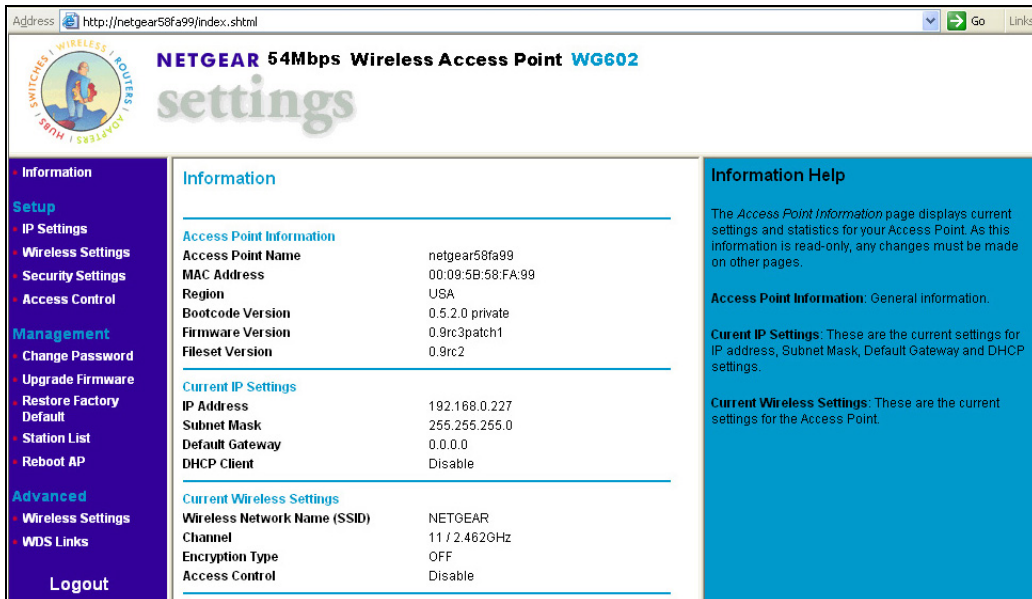 Address http://netgear58fa99/index.shtml Go Links
WIRELESS | ROUTERS | ADAPTERS | HUBS | SWITCHES
NETGEAR 54Mbps Wireless Access Point WG602
settings
Information
Setup
IP Settings
Wireless Settings
Security Settings
Access Control
Management
Change Password
Upgrade Firmware
Restore Factory
Default
Station List
Reboot AP
Advanced
Wireless Settings
WDS Links
Logout
Information
Access Point Information
Access Point Name netgear58fa99
MAC Address 00:09:5B:58:FA:99
Region USA
Bootcode Version 0.5.2.0 private
Firmware Version 0.9rc3patch1
Fileset Version 0.9rc2
Current IP Settings
IP Address 192.168.0.227
Subnet Mask 255.255.255.0
Default Gateway 0.0.0.0
DHCP Client Disable
Current Wireless Settings
Wireless Network Name (SSID) NETGEAR
Channel 11 / 2.462GHz
Encryption Type OFF
Access Control Disable
Information Help
The Access Point Information page displays current
settings and statistics for your Access Point. As this
information is read-only, any changes must be made
on other pages.
Access Point Information: General information.
Curent IP Settings: These are the current settings for
IP address, Subnet Mask, Default Gateway and DHCP
settings.
Current Wireless Settings: These are the current
settings for the Access Point.